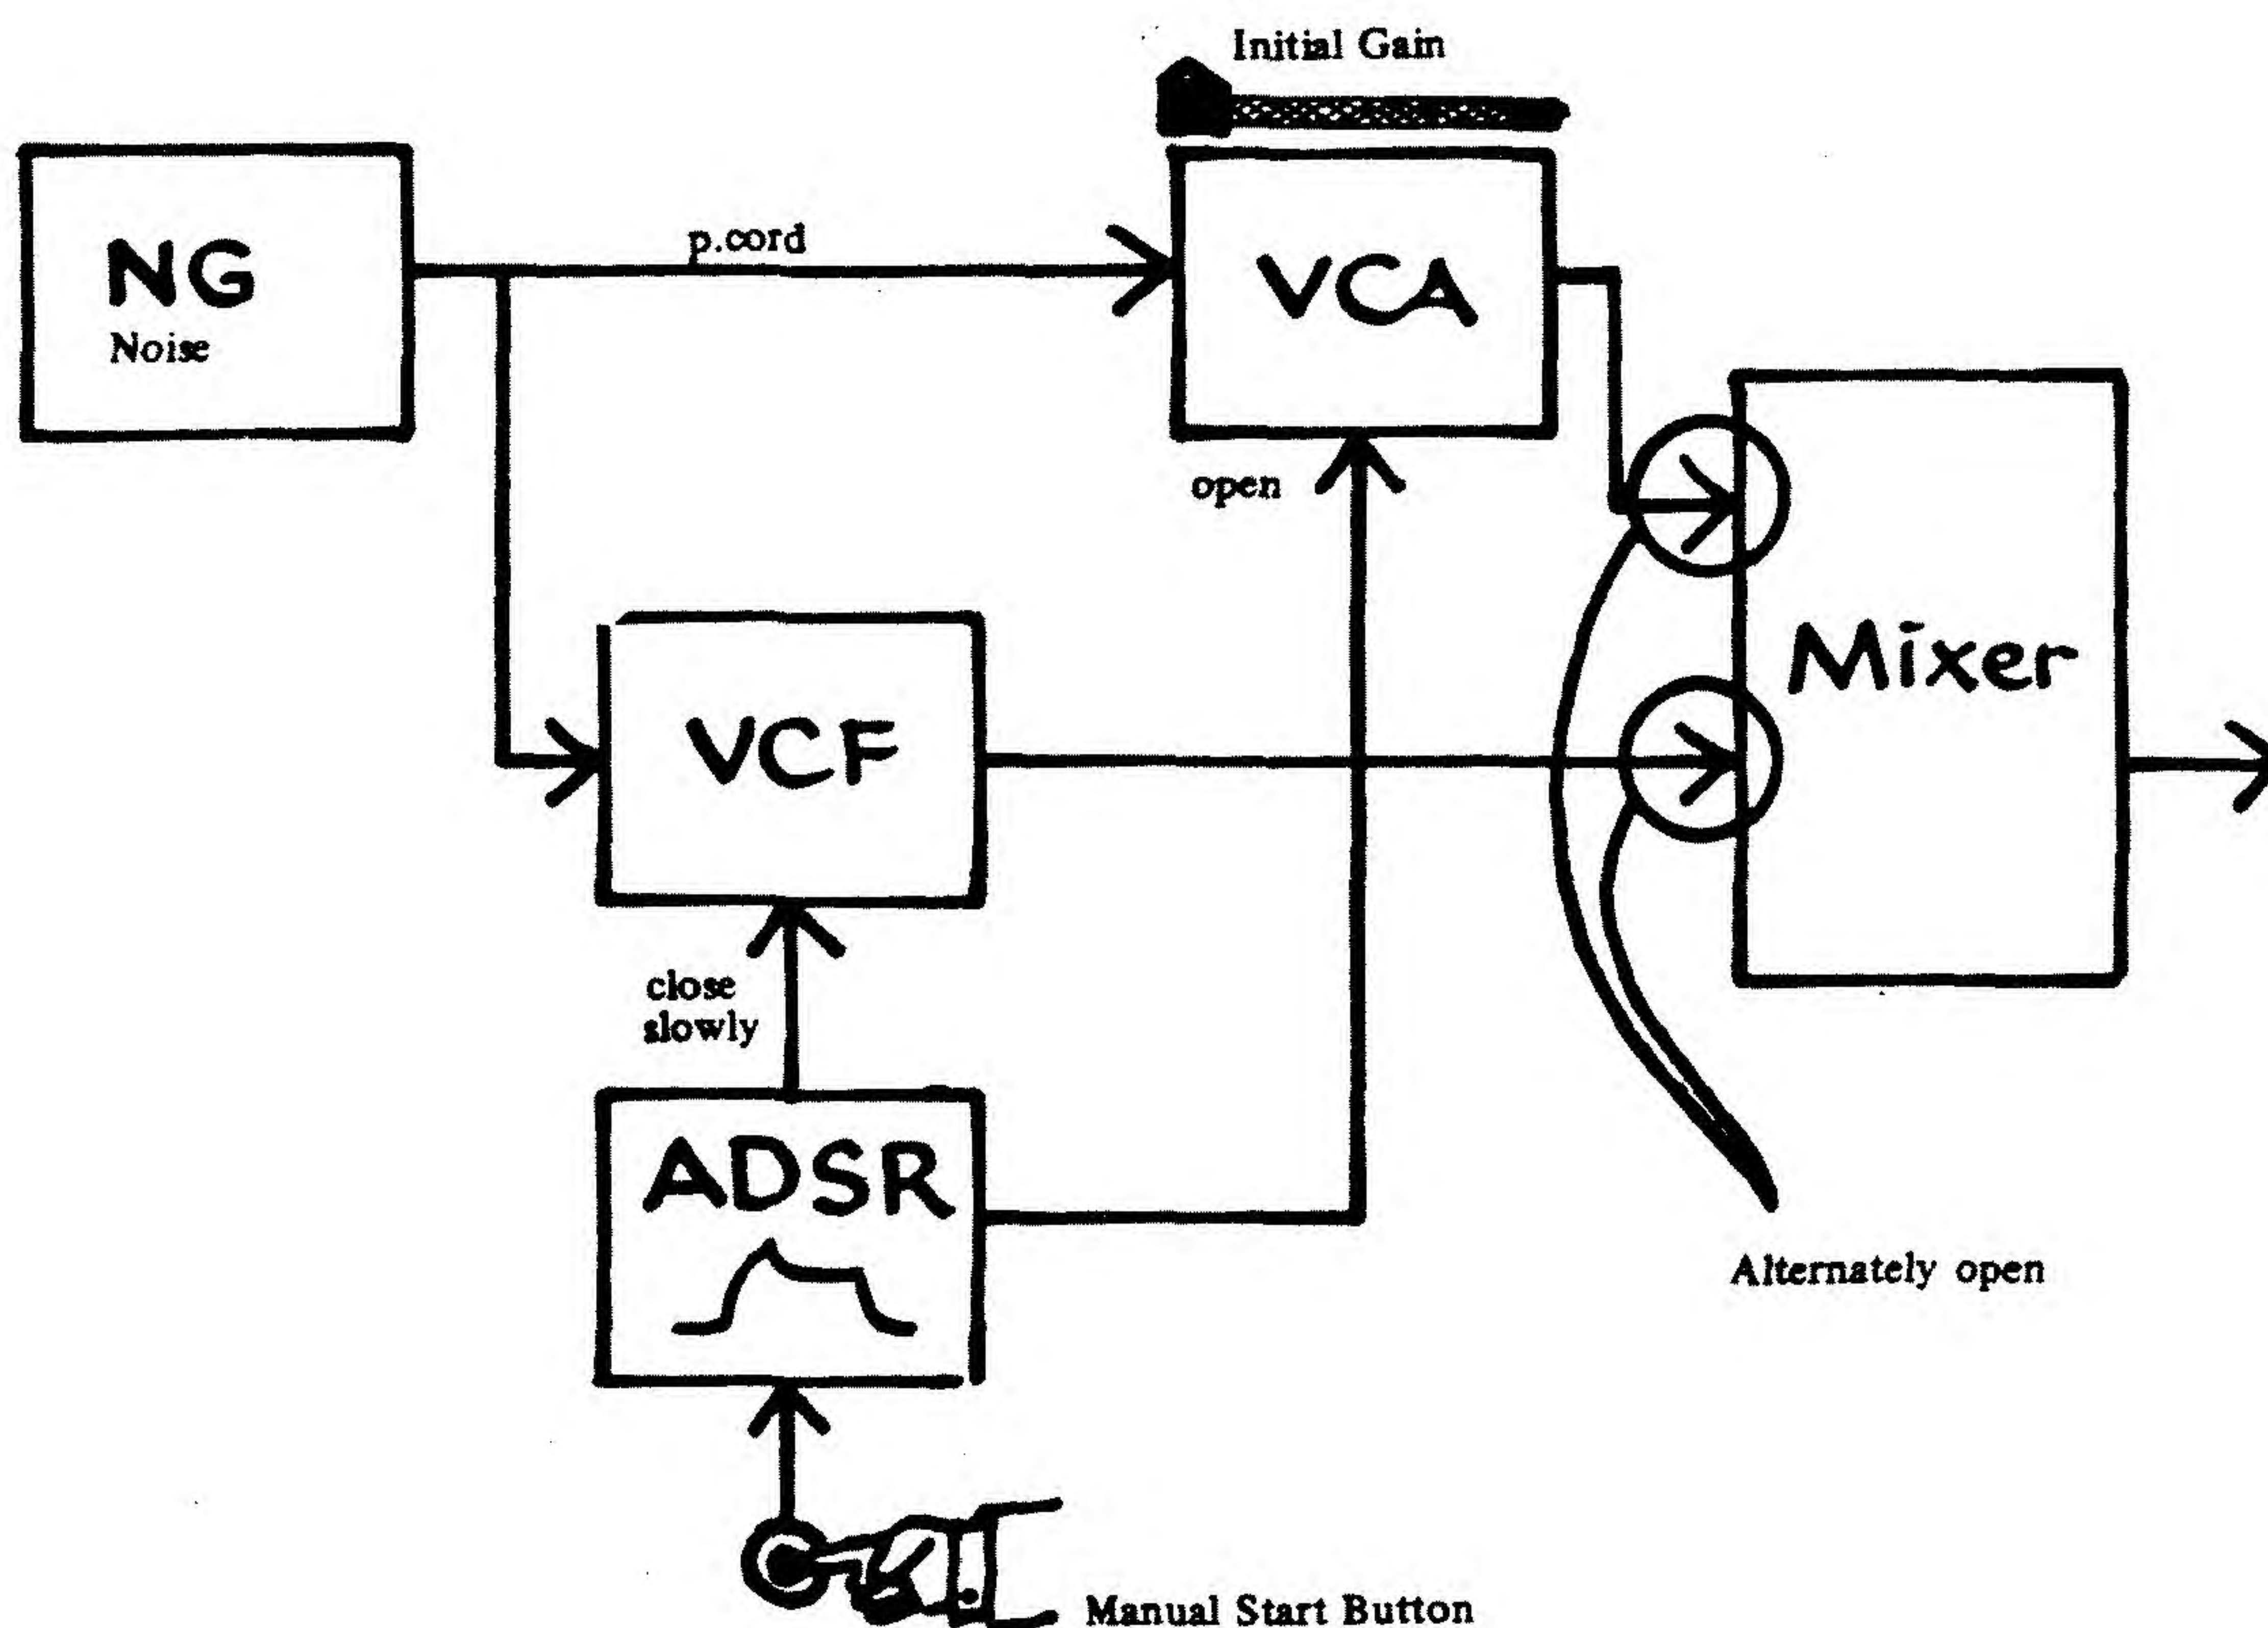 Initial Gain
NG
Noise
p.cord
VCA
open
Mixer
VCF
close
slowly
ADSR
Alternately open
Manual Start Button